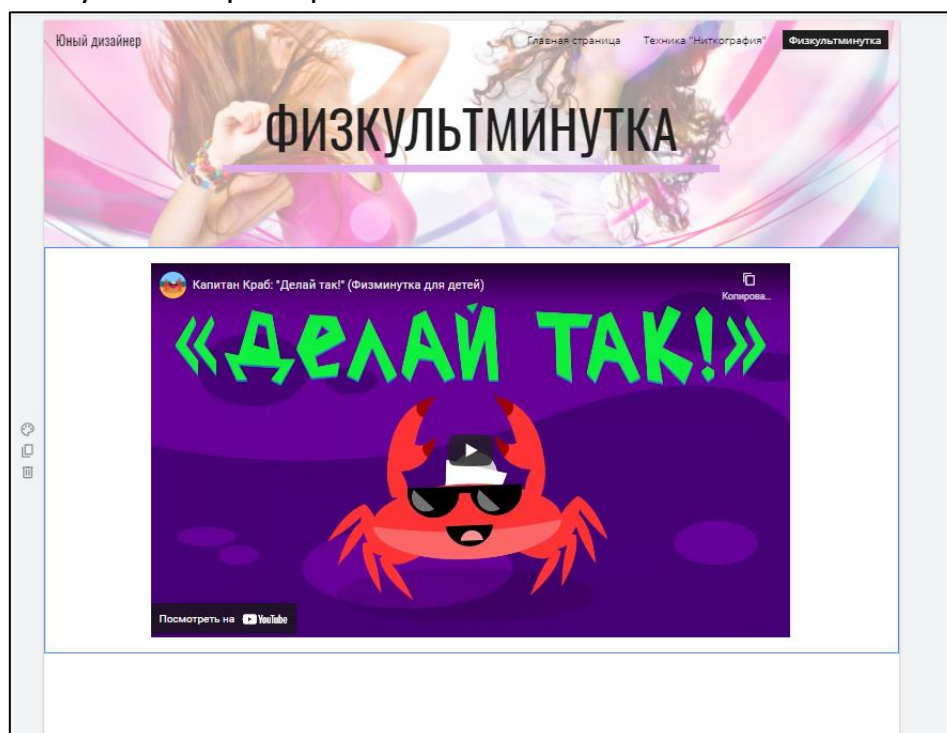 Юный дизайнер
Главная страница Техника "Ниткография" Физкультминутка
ФИЗКУЛЬТМИНУТКА
Капитан Краб: "Делай так!" (Физминутка для детей)
Копирова...
«ДЕЛАЙ ТАК!»
Посмотреть на YouTube